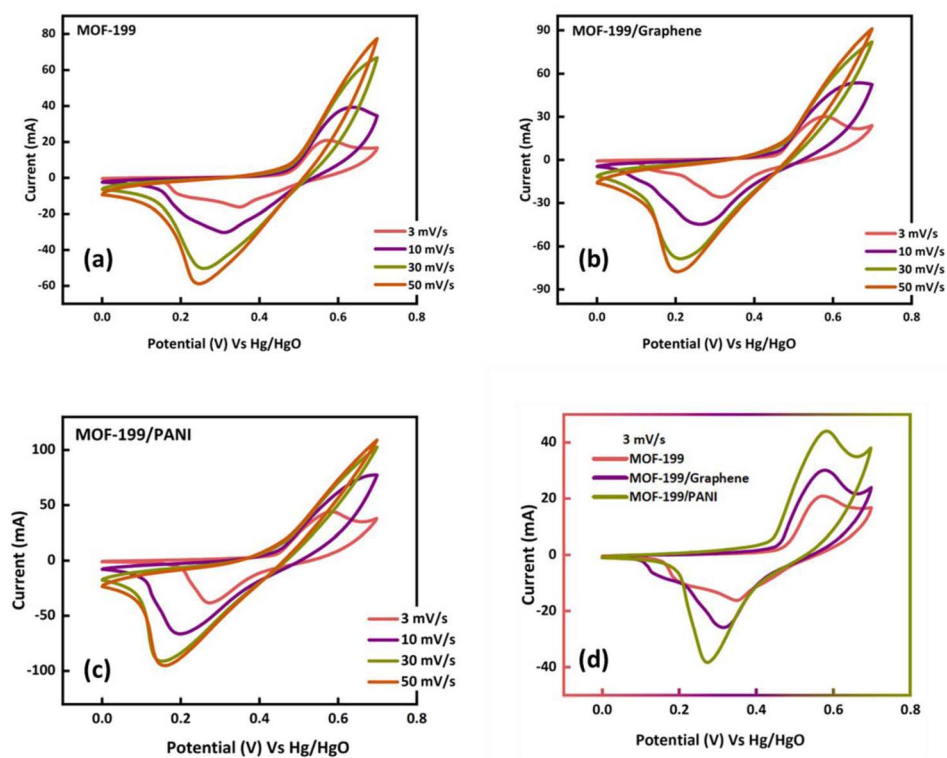 (a)
MOF-199
80
60
40
20
0
-20
-40
-60
Current (mA)
3 mV/s
10 mV/s
30 mV/s
50 mV/s
(a)
0.0 0.2 0.4 0.6 0.8
Potential (V) Vs Hg/HgO
MOF-199/Graphene
90
60
30
0
-30
-60
-90
Current (mA)
3 mV/s
10 mV/s
30 mV/s
50 mV/s
(b)
0.0 0.2 0.4 0.6 0.8
Potential (V) Vs Hg/HgO
MOF-199/PANI
100
50
0
-50
-100
Current (mA)
3 mV/s
10 mV/s
30 mV/s
50 mV/s
(c)
0.0 0.2 0.4 0.6 0.8
Potential (V) Vs Hg/HgO
3 mV/s
MOF-199
MOF-199/Graphene
MOF-199/PANI
40
20
0
-20
-40
Current (mA)
(d)
0.0 0.2 0.4 0.6 0.8
Potential (V) Vs Hg/HgO